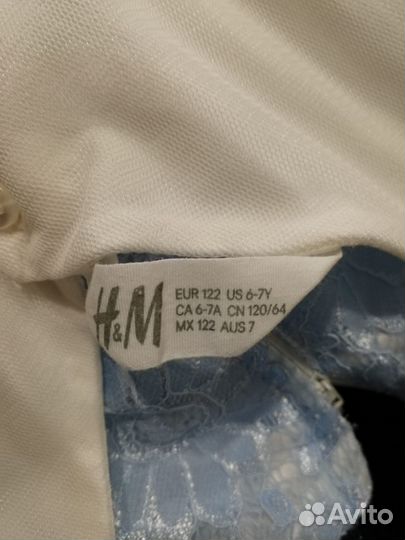 H&M
EUR 122 US 6-7Y
CA 6-7A CN 120/64
MX 122 AUS 7
Avito